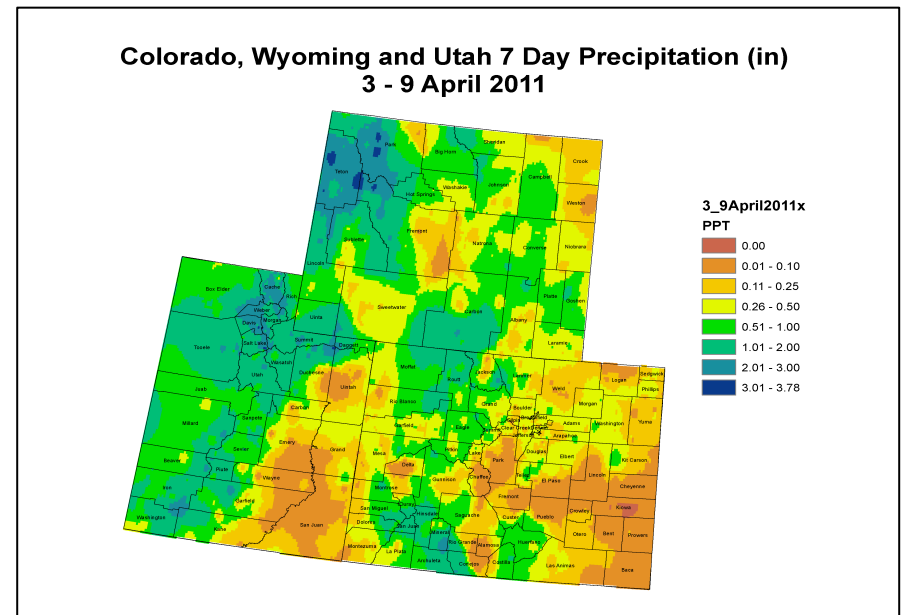 Colorado, Wyoming and Utah 7 Day Precipitation (in)
3 - 9 April 2011
3_9April2011x
PPT
0.00
0.01 - 0.10
0.11 - 0.25
0.26 - 0.50
0.51 - 1.00
1.01 - 2.00
2.01 - 3.00
3.01 - 3.78
Park
Sheridan
Big Horn
Crook
Teton
Campbell
Johnson
Washakie
Hot Springs
Weston
Fremont
Sublette
Natrona
Converse
Niobrara
Lincoln
Platte
Goshen
Sweetwater
Carbon
Uinta
Albany
Laramie
Box Elder
Cache
Rich
Weber
Morgan
Davis
Salt Lake
Summit
Daggett
Tooele
Wasatch
Utah
Duchesne
Uintah
Juab
Carbon
Sanpete
Millard
Emery
Grand
Sevier
Beaver
Piute
Wayne
Iron
Garfield
Washington
Kane
San Juan
Moffat
Routt
Jackson
Larimer
Weld
Logan
Sedgwick
Phillips
Rio Blanco
Grand
Boulder
Morgan
Washington
Yuma
Garfield
Eagle
Clear Creek
Adams
Jefferson
Arapahoe
Mesa
Pitkin
Lake
Park
Douglas
Elbert
Kit Carson
Delta
Gunnison
Chaffee
Teller
El Paso
Lincoln
Cheyenne
Montrose
Fremont
Kiowa
San Miguel
Ouray
Hinsdale
Saguache
Custer
Pueblo
Crowley
Dolores
San Juan
Mineral
Otero
Bent
Prowers
Montezuma
La Plata
Rio Grande
Alamosa
Huerfano
Archuleta
Conejos
Costilla
Las Animas
Baca